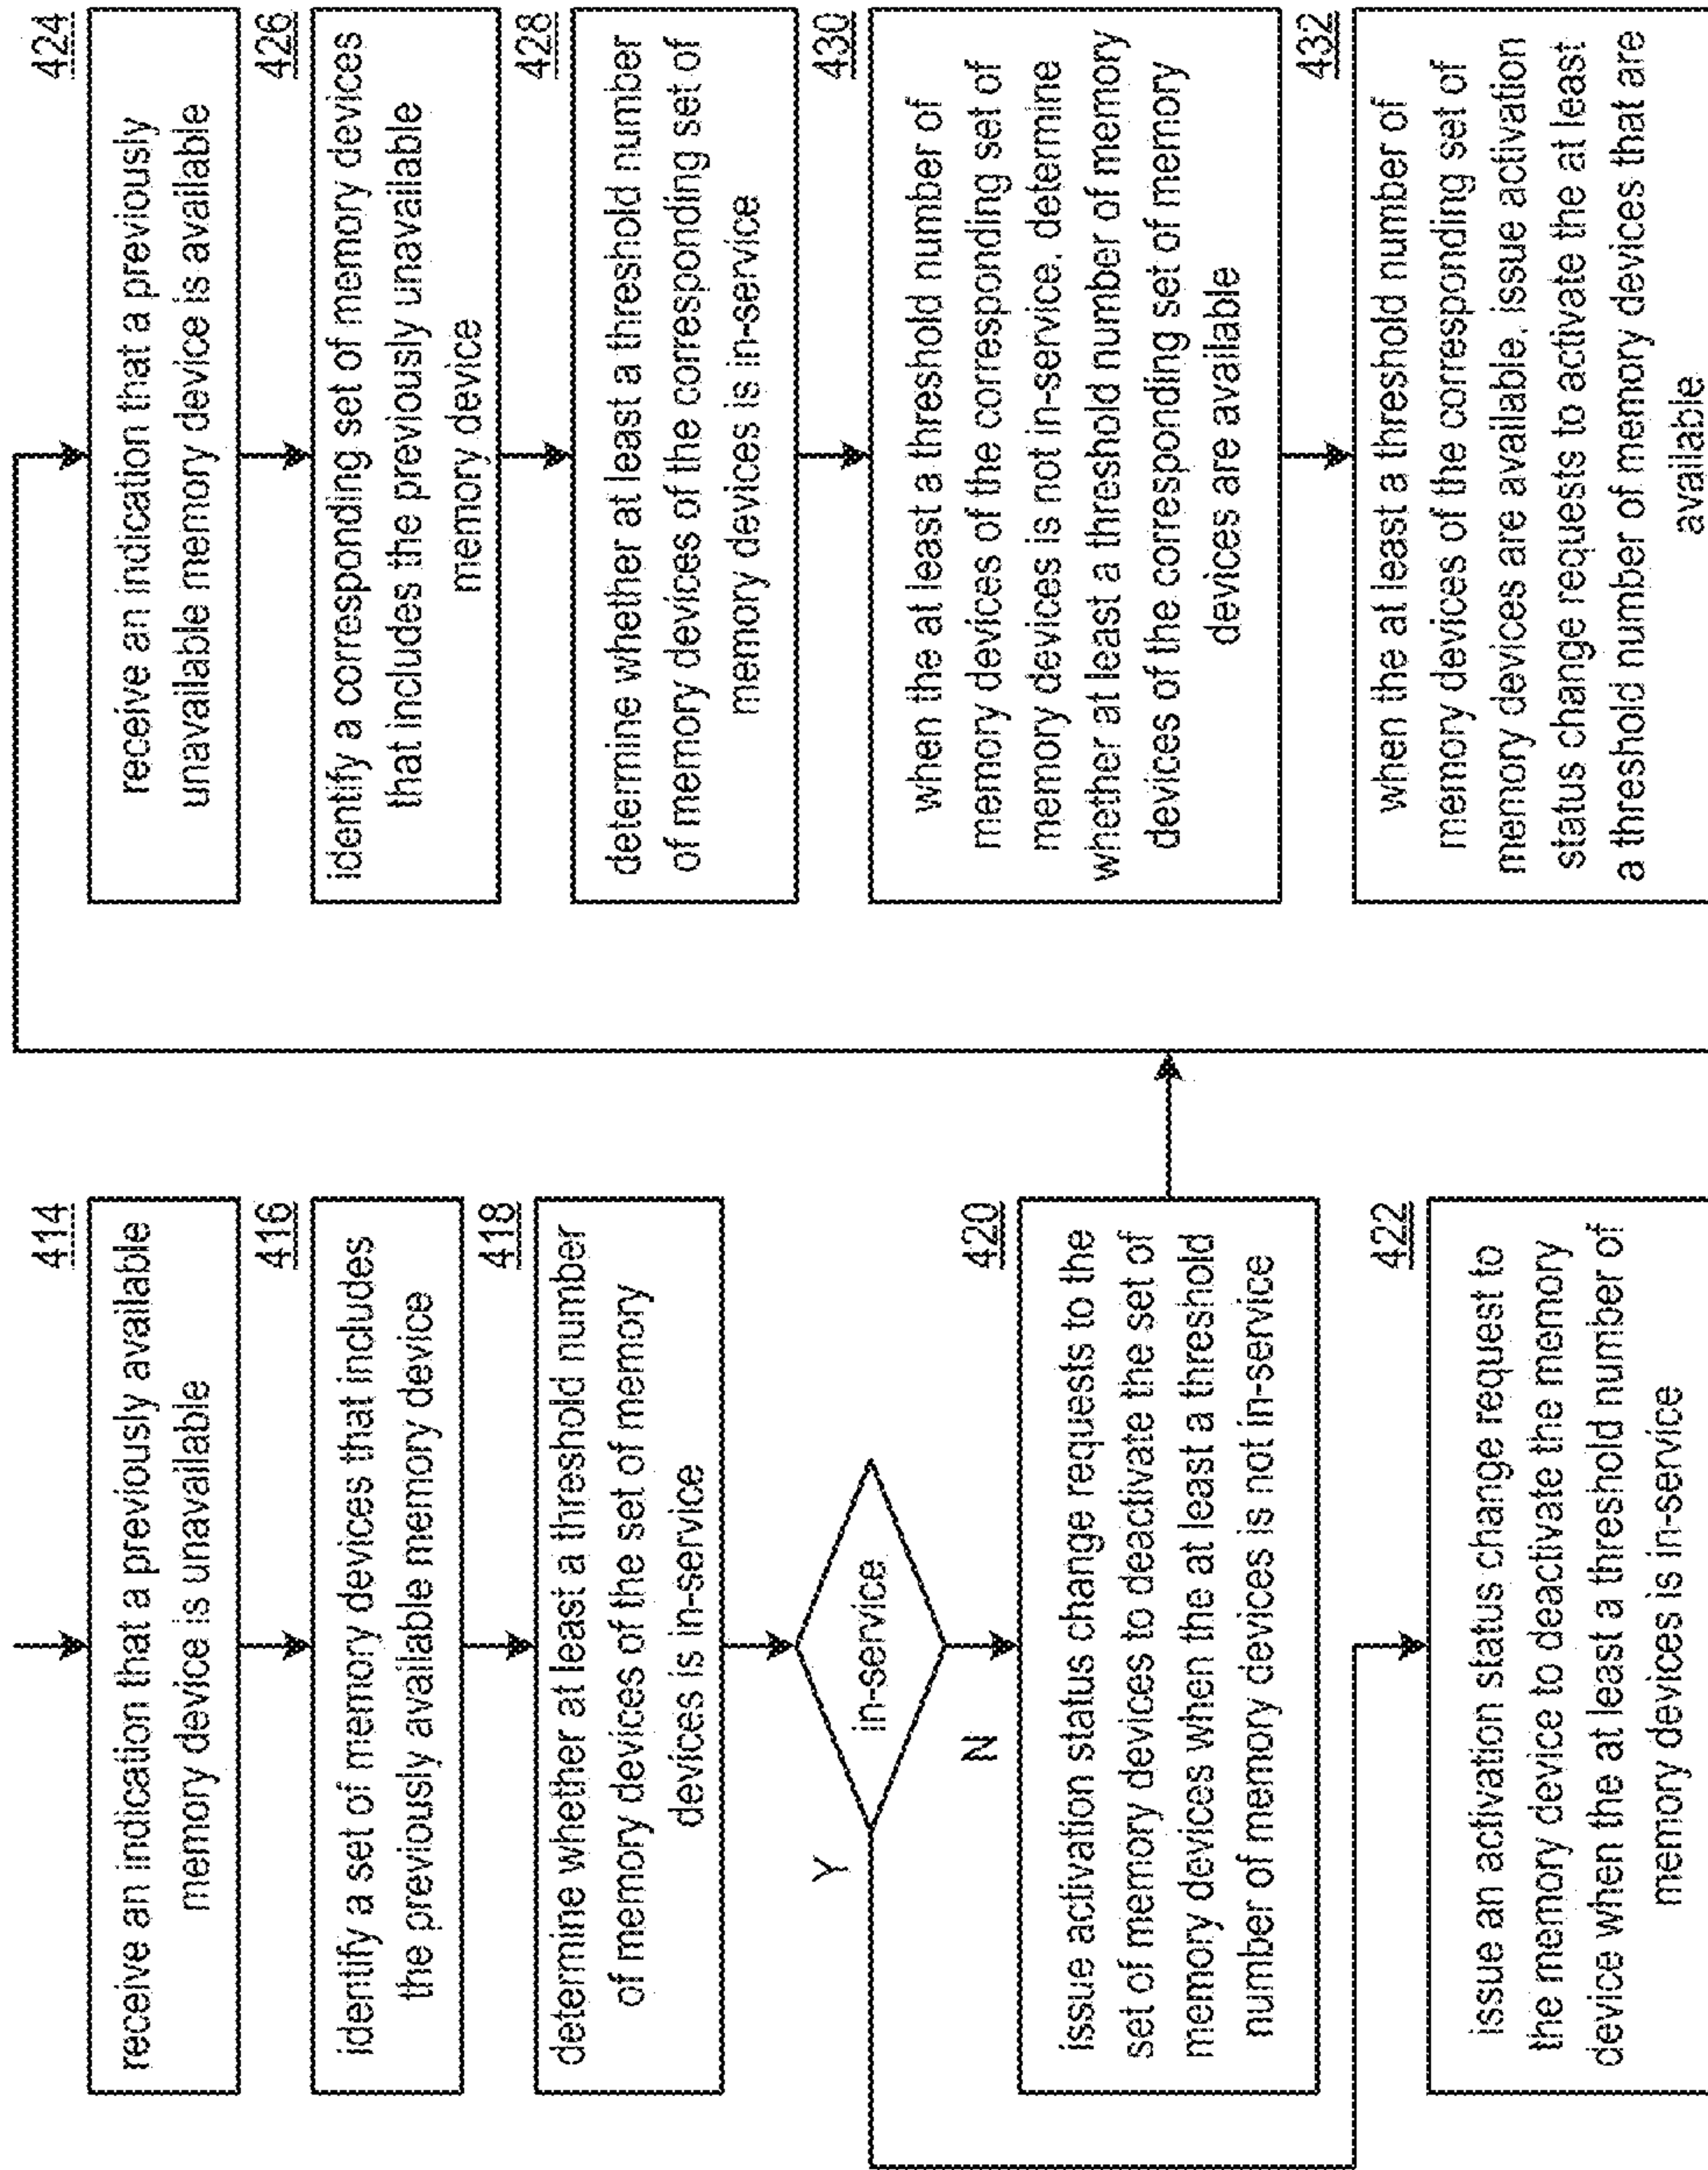 414
receive an indication that a previously available
memory device is unavailable
416
identify a set of memory devices that includes
the previously available memory device
418
determine whether at least a threshold number
of memory devices of the set of memory
devices is in-service
in-service
Y
N
420
issue activation status change requests to the
set of memory devices to deactivate the set of
memory devices when the at least a threshold
number of memory devices is not in-service
422
issue an activation status change request to
the memory device to deactivate the memory
device when the at least a threshold number of
memory devices is in-service
424
receive an indication that a previously
unavailable memory device is available
426
identify a corresponding set of memory devices
that includes the previously unavailable
memory device
428
determine whether at least a threshold number
of memory devices of the corresponding set of
memory devices is in-service
430
when the at least a threshold number of
memory devices of the corresponding set of
memory devices is not in-service, determine
whether at least a threshold number of memory
devices of the corresponding set of memory
devices are available
432
when the at least a threshold number of
memory devices of the corresponding set of
memory devices are available, issue activation
status change requests to activate the at least
a threshold number of memory devices that are
available